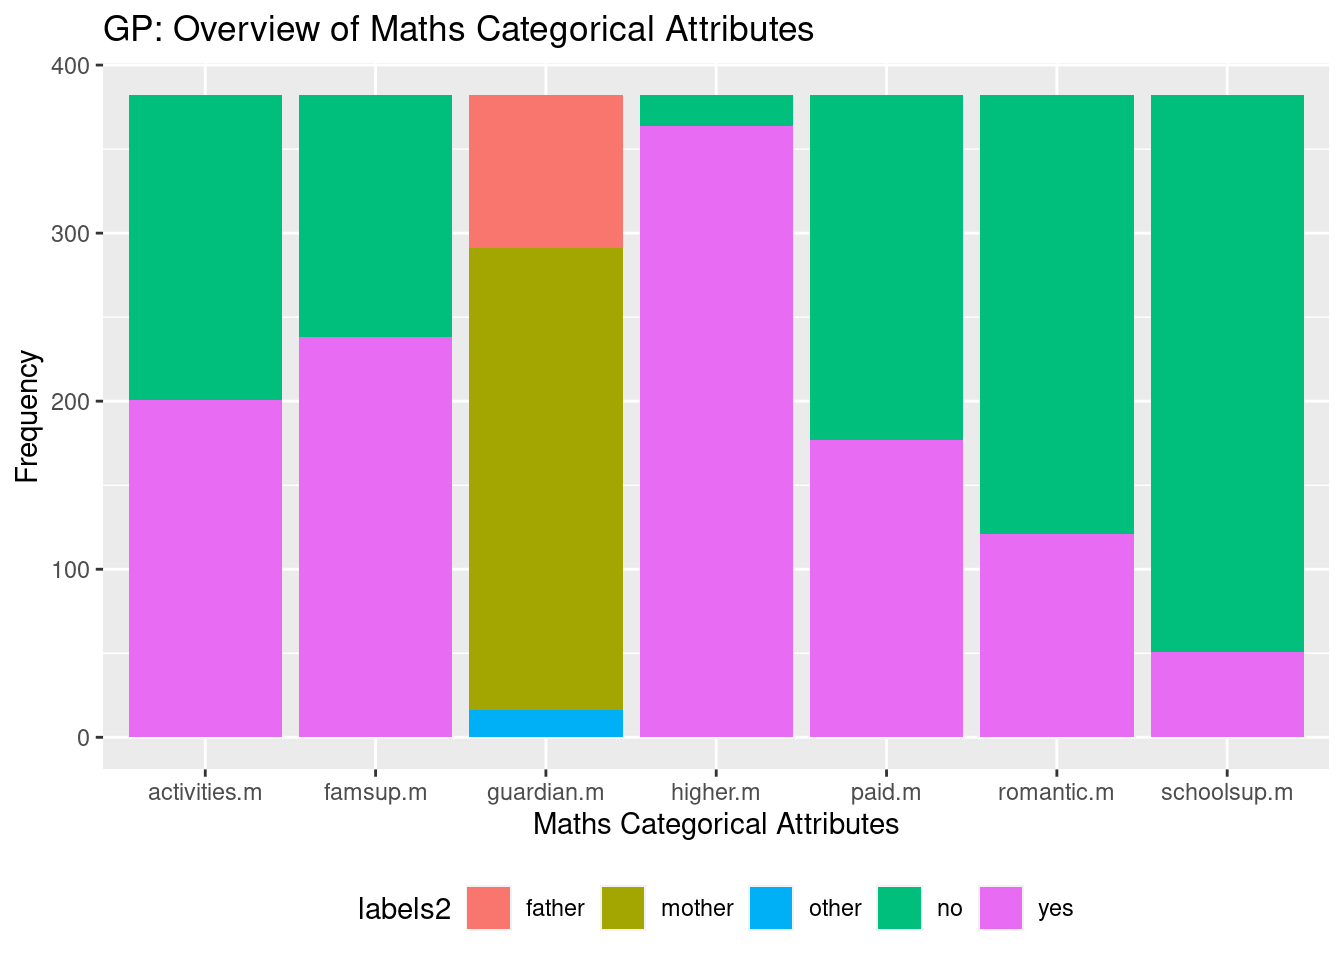 GP: Overview of Maths Categorical Attributes
400
300
200
100
0
Frequency
activities.m famsup.m guardian.m higher.m paid.m romantic.m schoolsup.m
Maths Categorical Attributes
labels2 father mother other no yes